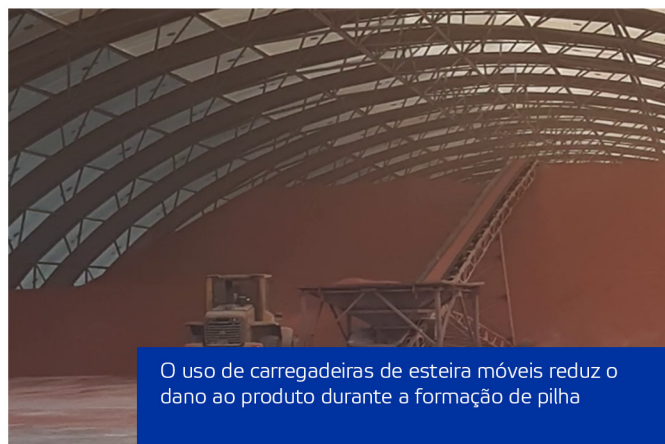 O uso de carregadeiras de esteira móveis reduz o
dano ao produto durante a formação de pilha